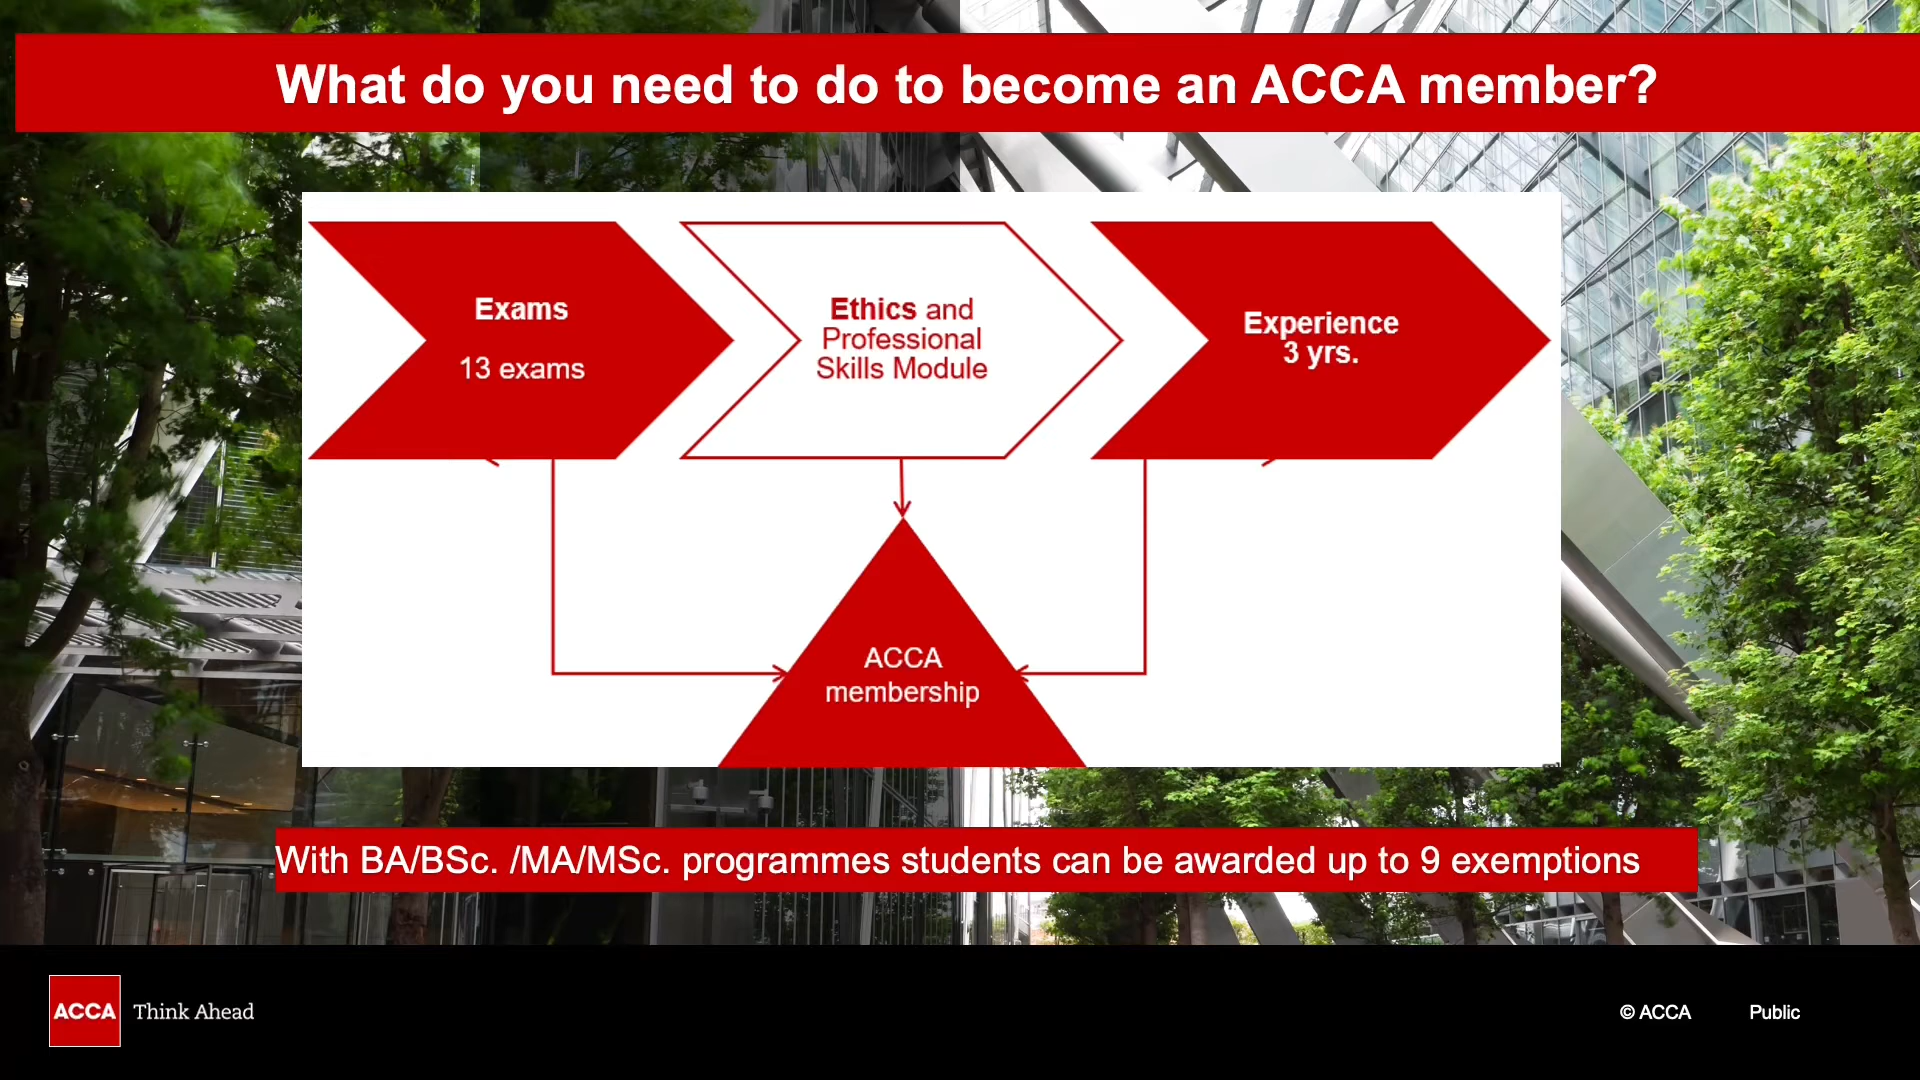 What do you need to do to become an ACCA member?
Exams
13 exams
Ethics and
Professional
Skills Module
Experience
3 yrs.
ACCA
membership
With BA/BSc. /MA/MSc. programmes students can be awarded up to 9 exemptions
ACCA Think Ahead
© ACCA Public